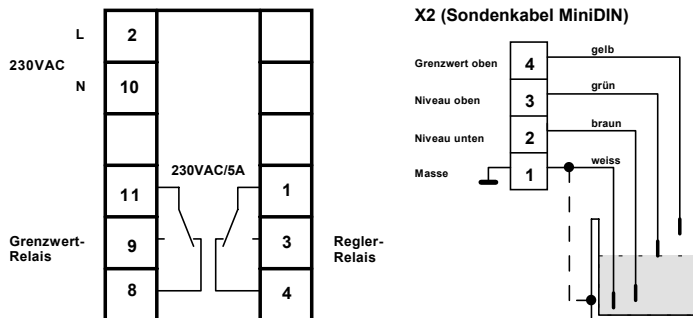 X2 (Sondenkabel MiniDIN)
L
2
230VAC
N
10
230VAC/5A
11
1
Grenzwert-
Relais
9
3
Regler-
Relais
8
4
Grenzwert oben
4
gelb
Niveau oben
3
grün
Niveau unten
2
braun
Masse
1
weiss